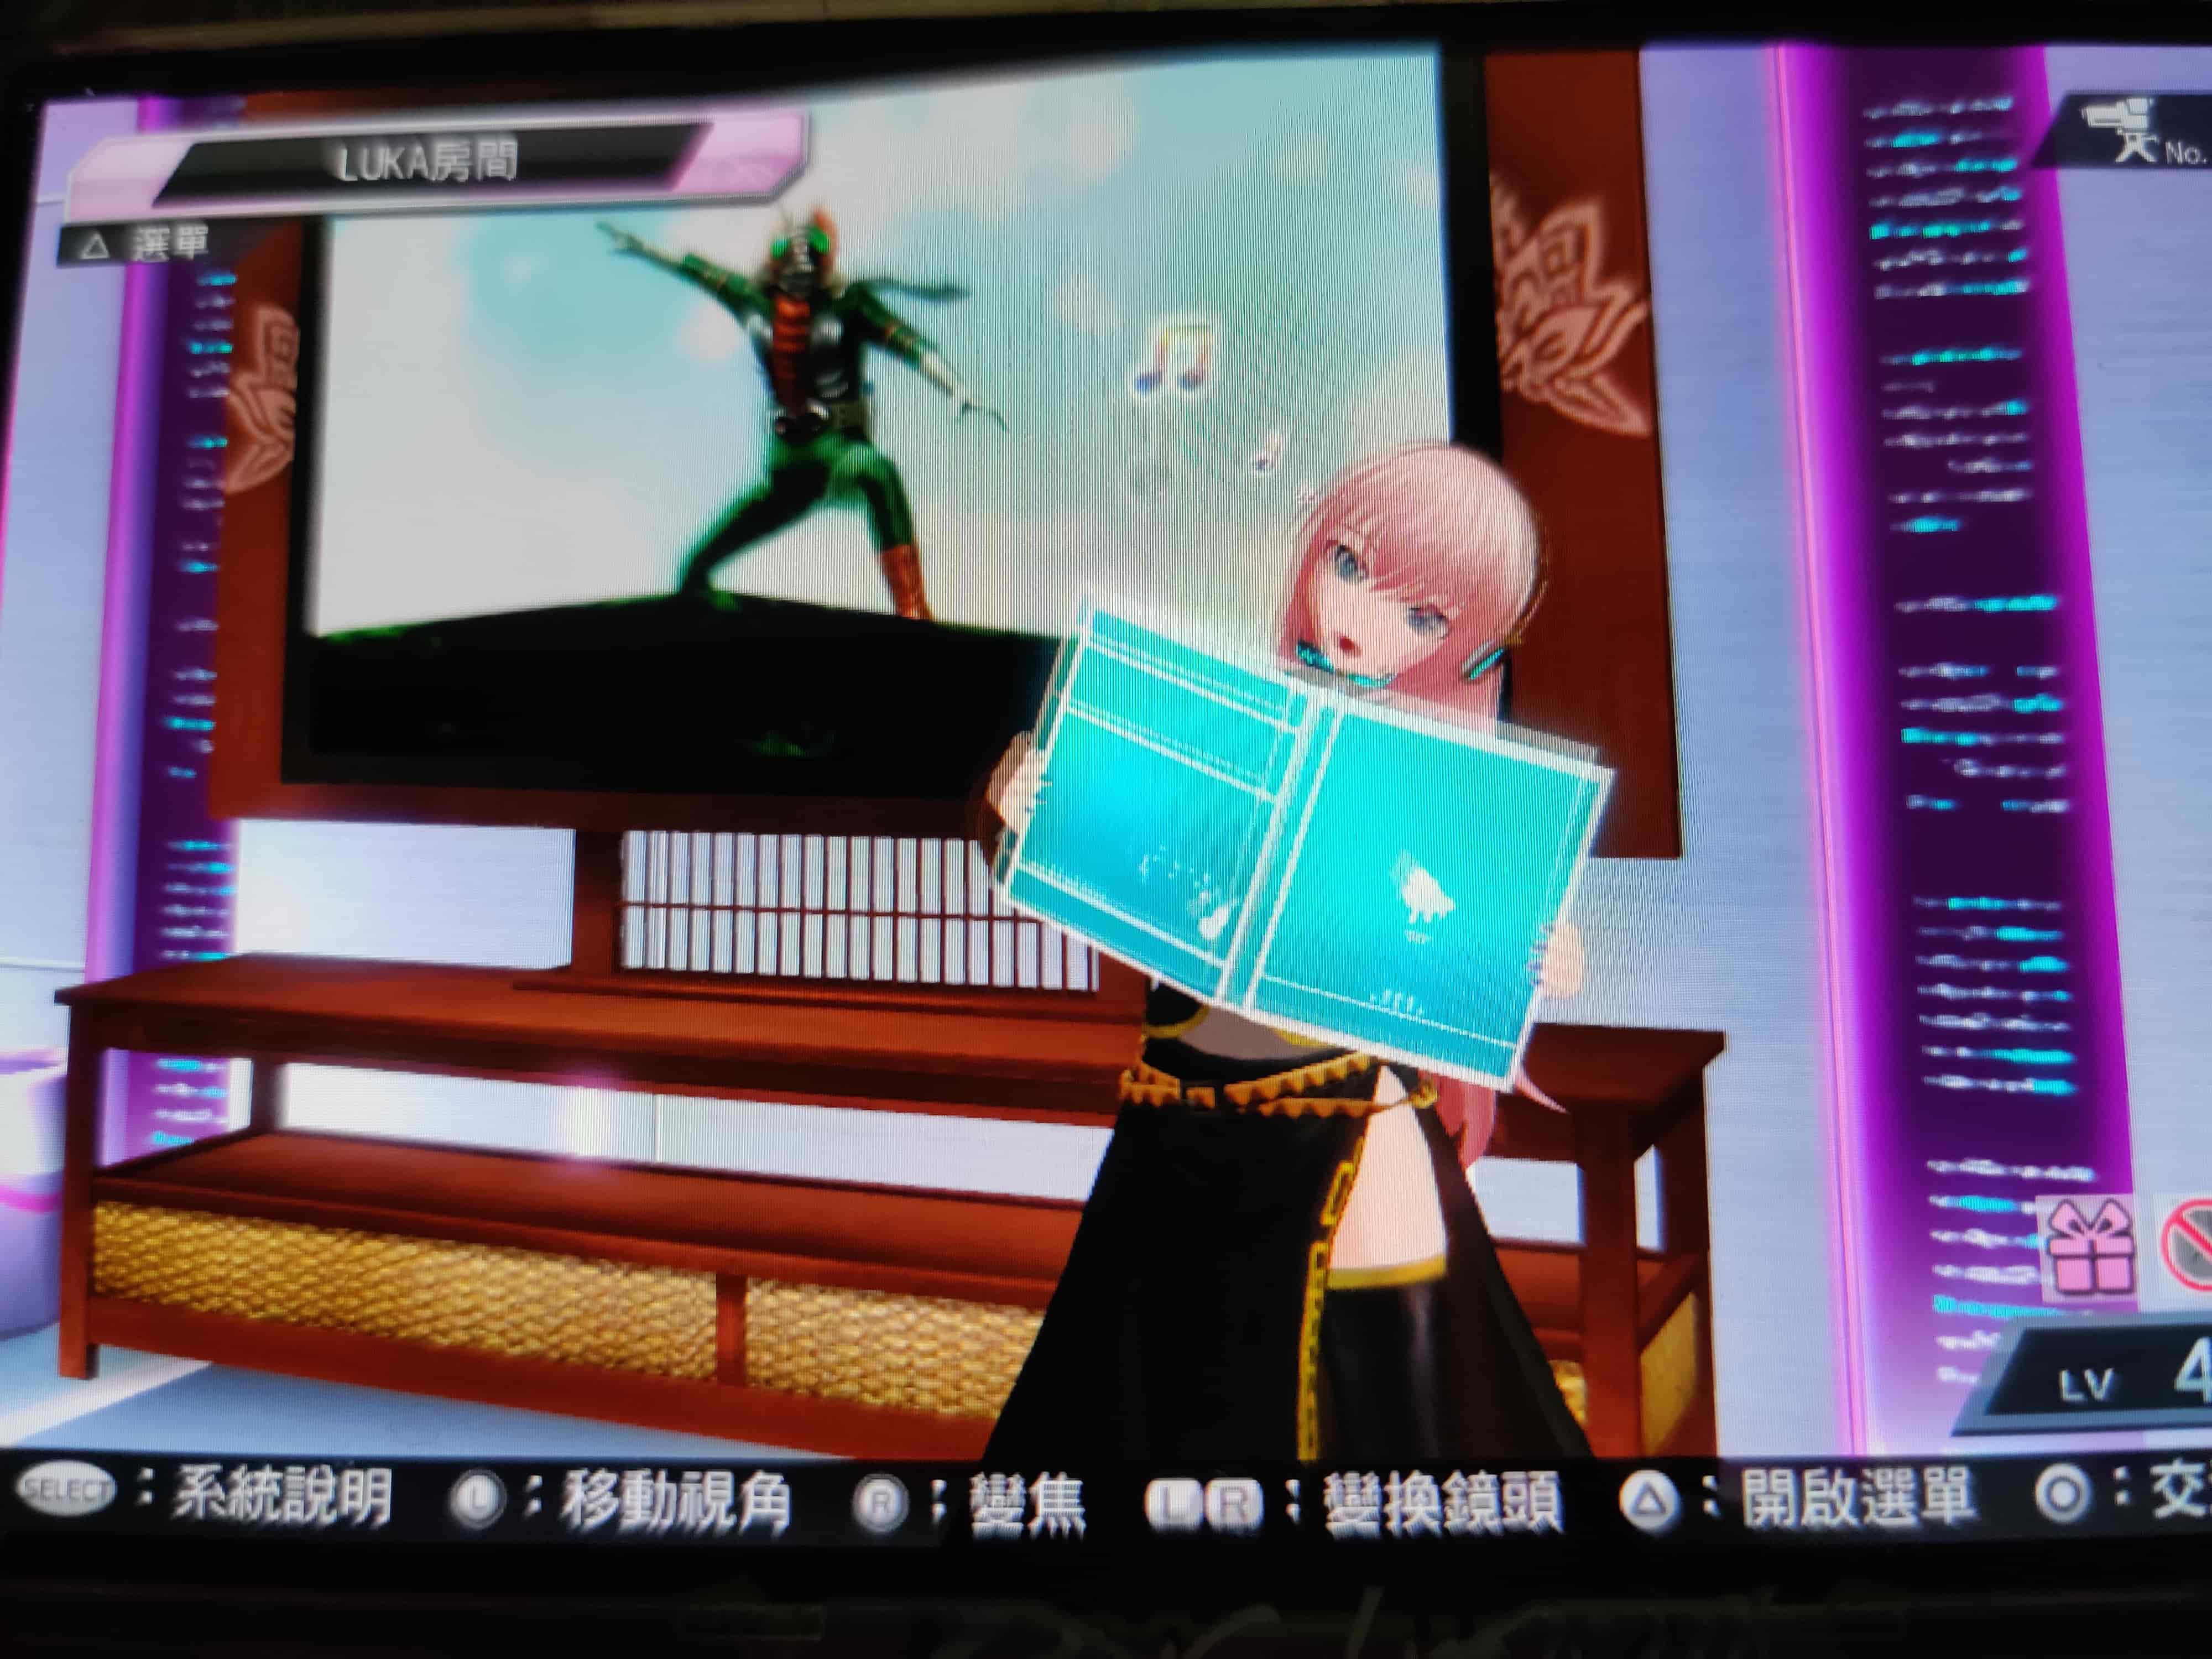 LUKA房間
△ 選單
No.
LV 4
SELECT：系統說明 L：移動視角 R：變焦 L R：變換鏡頭 △：開啟選單 ○：交